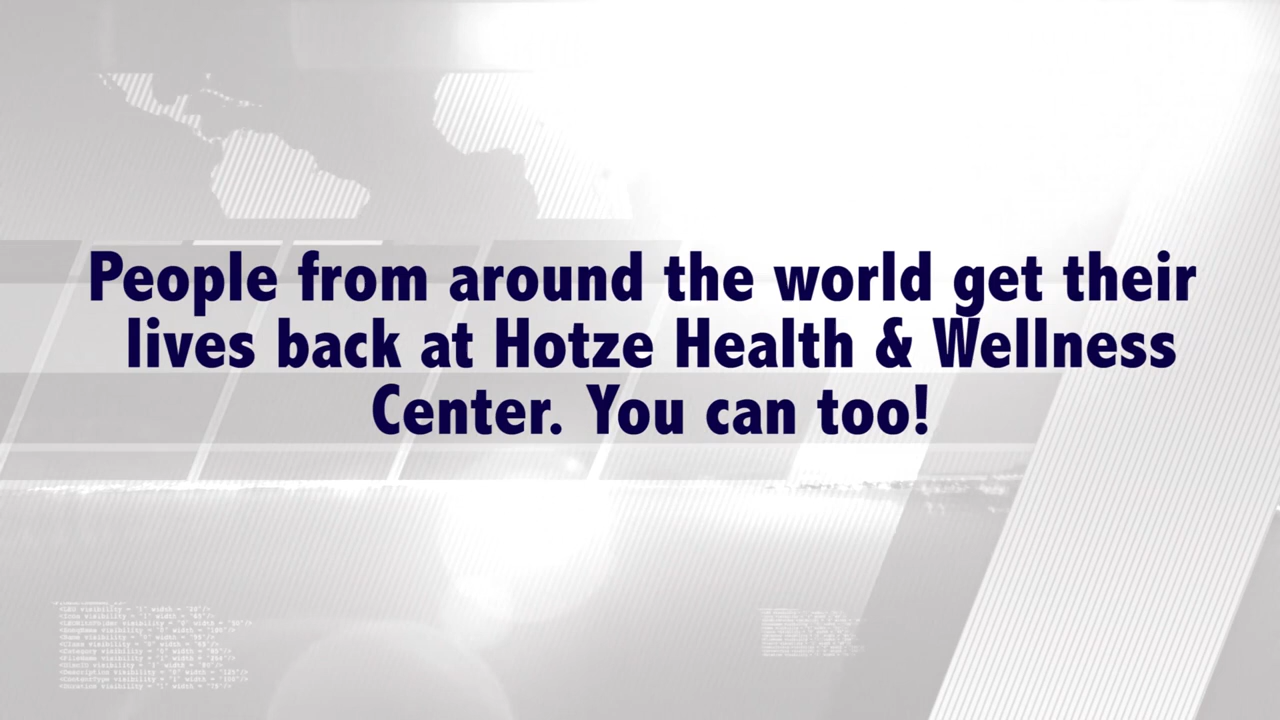 People from around the world get their
lives back at Hotze Health & Wellness
Center. You can too!